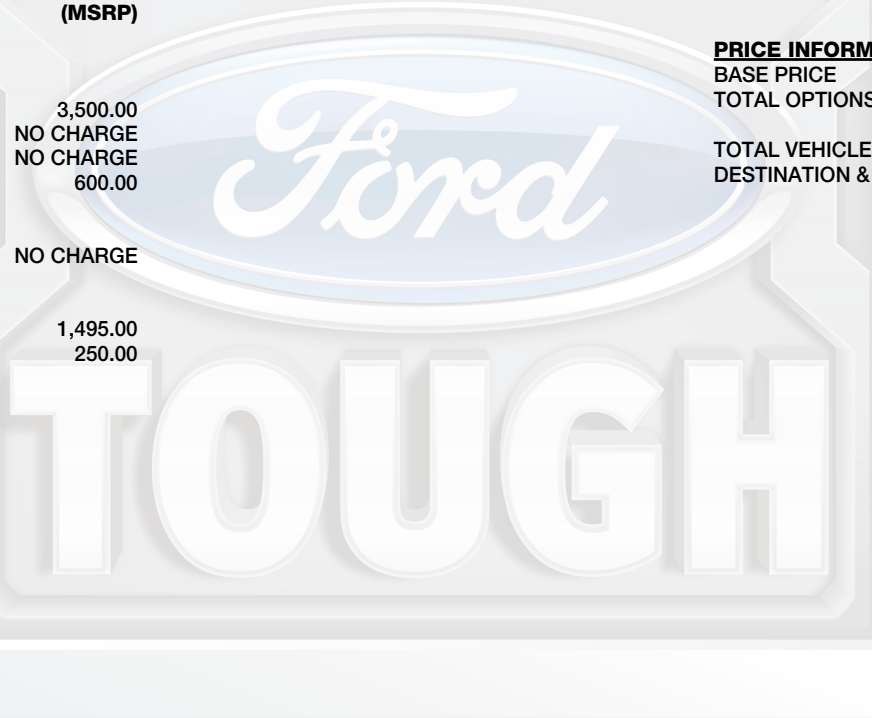 (MSRP)
3,500.00
NO CHARGE
NO CHARGE
600.00
NO CHARGE
1,495.00
250.00
PRICE INFORM
BASE PRICE
TOTAL OPTIONS
TOTAL VEHICLE
DESTINATION &
Ford
TOUGH